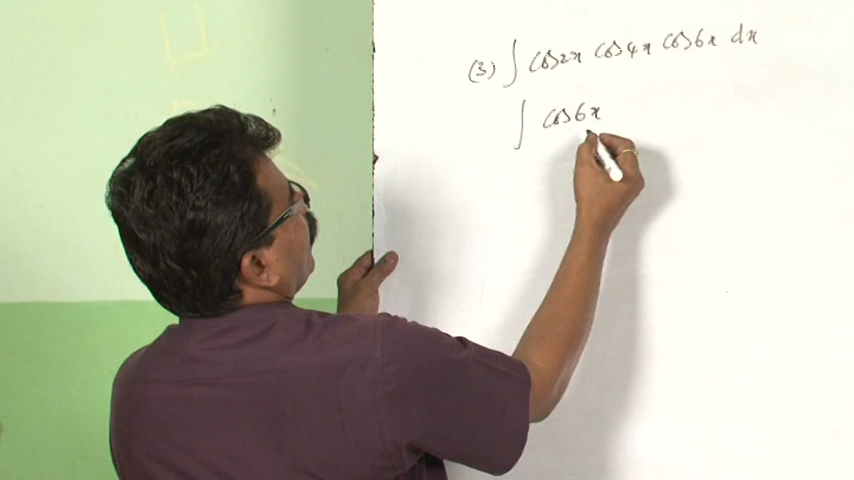 (3) ∫ cos2x cos4x cos6x dx
∫ cos6x